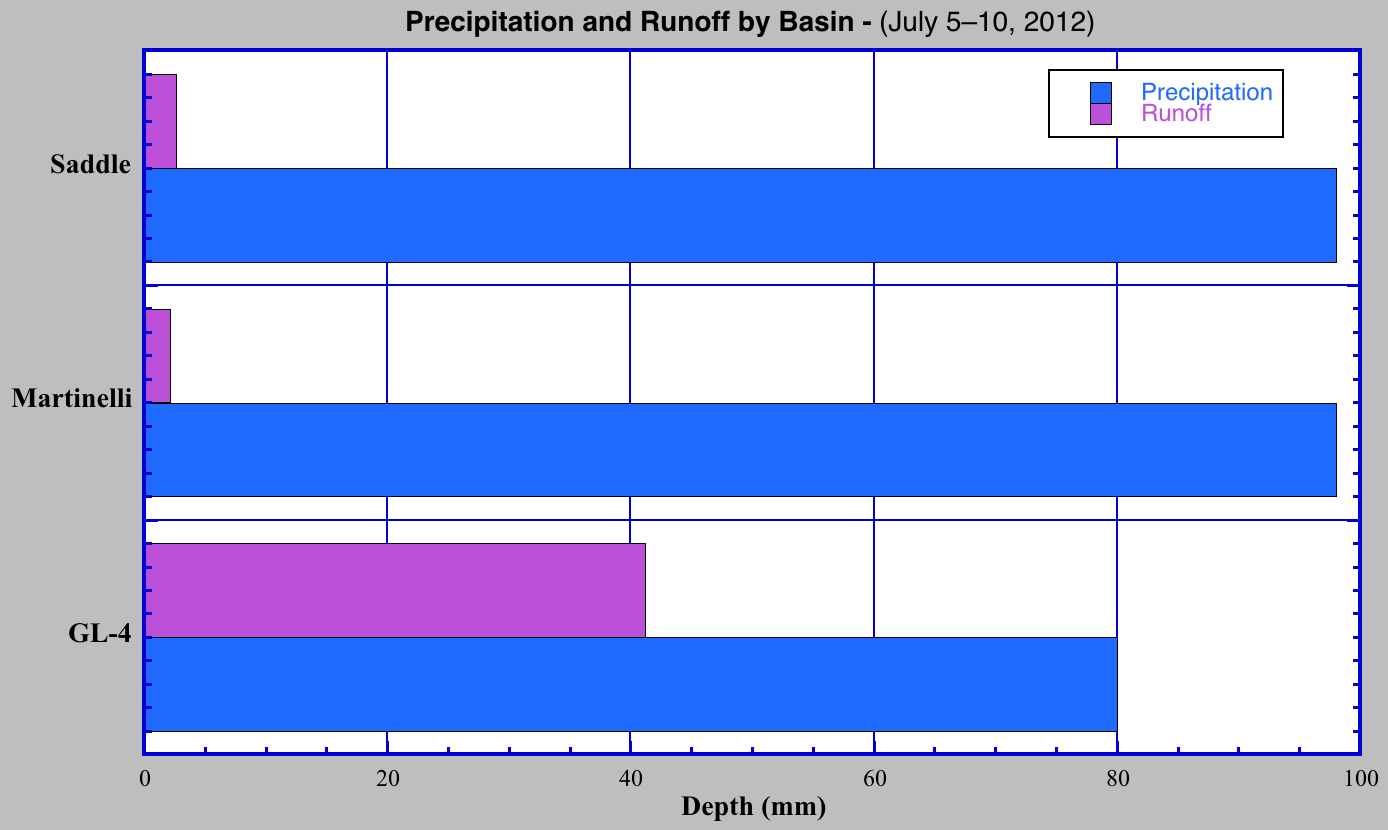 Precipitation and Runoff by Basin - (July 5–10, 2012)
Precipitation
Runoff
Saddle
Martinelli
GL-4
0 20 40 60 80 100
Depth (mm)